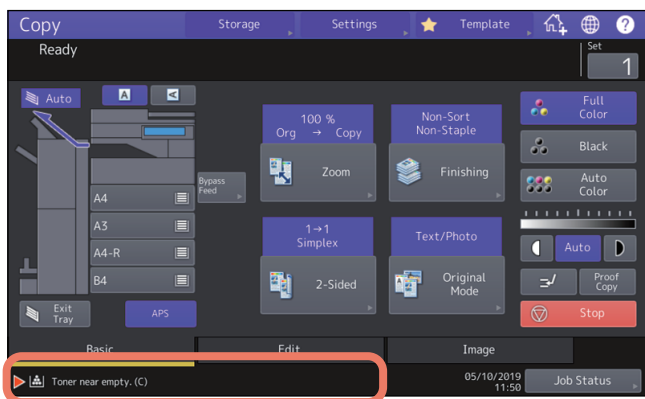 Copy
Storage
Settings
Template
?
Ready
Set
1
Auto
A
A
Full
Color
100 %
Org → Copy
Non-Sort
Non-Staple
Black
Zoom
Finishing
Bypass
Feed
Auto
Color
A4
A3
1→1
Simplex
Text/Photo
A4-R
Auto
B4
2-Sided
Original
Mode
Proof
Copy
Exit
Tray
APS
Stop
Basic
Edit
Image
Toner near empty. (C)
05/10/2019
11:50
Job Status